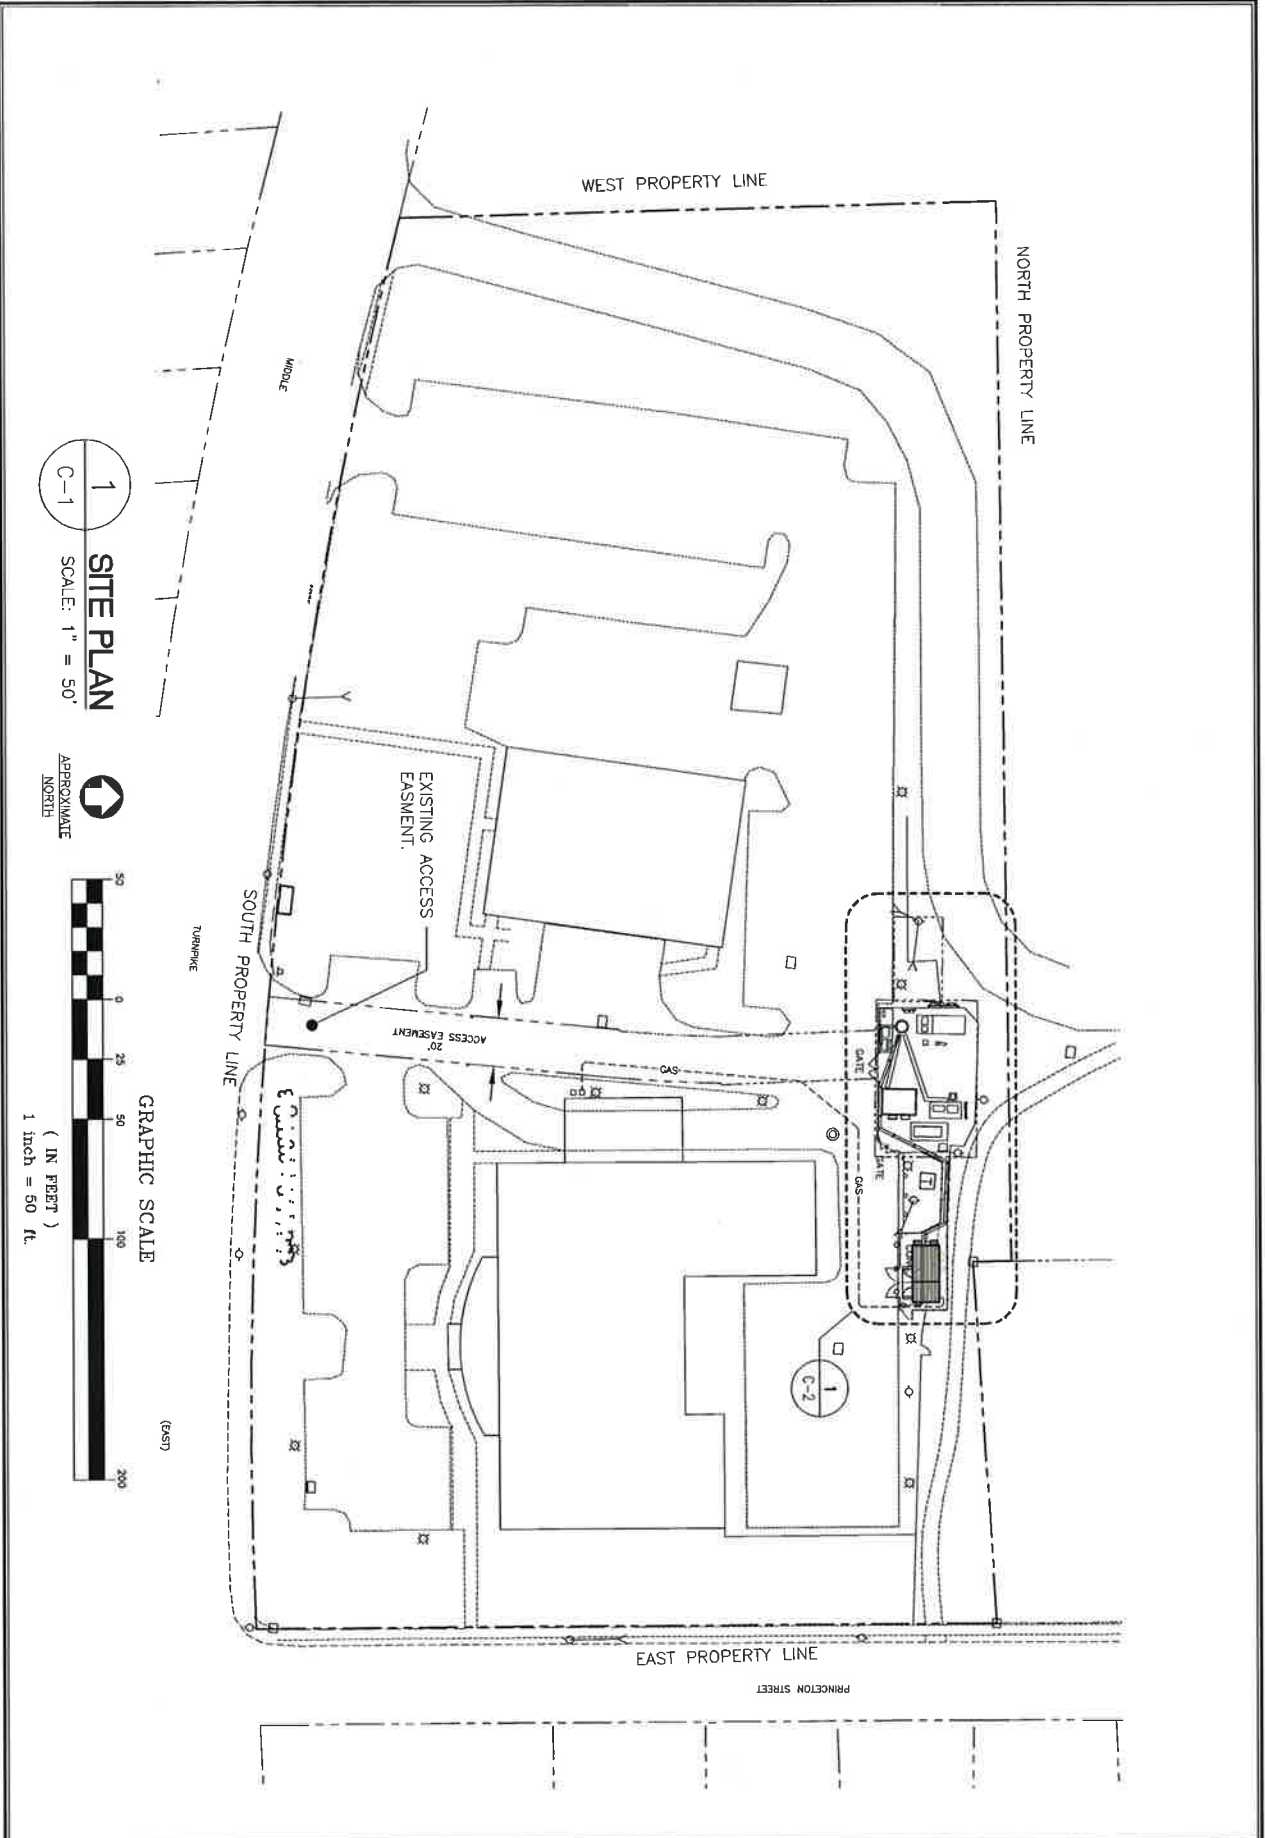 WEST PROPERTY LINE
NORTH PROPERTY LINE
MIDDLE
1
C-1
SITE PLAN
SCALE: 1" = 50'
APPROXIMATE
NORTH
EXISTING ACCESS
EASMENT.
SOUTH PROPERTY LINE
TURNPIKE
20'
ACCESS EASEMENT
GAS
GATE
GATE
GAS
T
1
C-2
GRAPHIC SCALE
50
0
25
50
100
200
( IN FEET )
1 inch = 50 ft.
(EAST)
EAST PROPERTY LINE
PRINCETON STREET